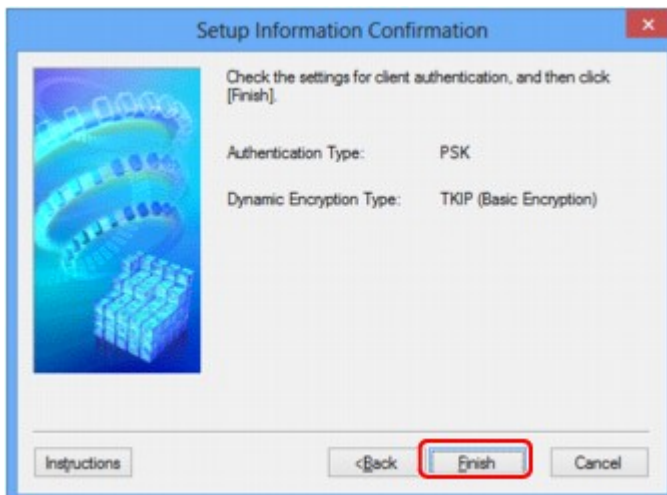 Setup Information Confirmation
Check the settings for client authentication, and then click
[Finish].
Authentication Type: PSK
Dynamic Encryption Type: TKIP (Basic Encryption)
Instructions <Back Finish Cancel